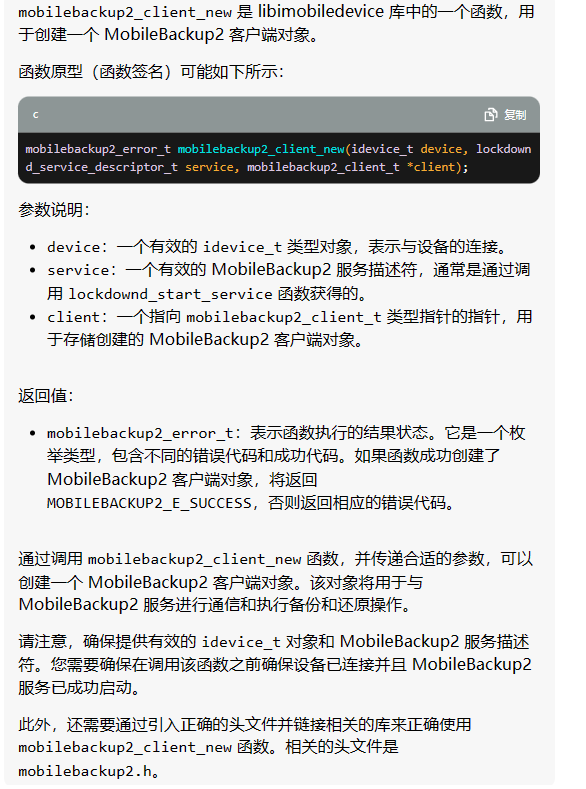 mobilebackup2_client_new 是 libimobiledevice 库中的一个函数，用
于创建一个 MobileBackup2 客户端对象。
函数原型（函数签名）可能如下所示：
c 复制
mobilebackup2_error_t mobilebackup2_client_new(idevice_t device, lockdown
d_service_descriptor_t service, mobilebackup2_client_t *client);
参数说明：
• device：一个有效的 idevice_t 类型对象，表示与设备的连接。
• service：一个有效的 MobileBackup2 服务描述符，通常是通过调
用 lockdownd_start_service 函数获得的。
• client：一个指向 mobilebackup2_client_t 类型指针的指针，用
于存储创建的 MobileBackup2 客户端对象。
返回值：
• mobilebackup2_error_t：表示函数执行的结果状态。它是一个枚
举类型，包含不同的错误代码和成功代码。如果函数成功创建了
MobileBackup2 客户端对象，将返回
MOBILEBACKUP2_E_SUCCESS，否则返回相应的错误代码。
通过调用 mobilebackup2_client_new 函数，并传递合适的参数，可以
创建一个 MobileBackup2 客户端对象。该对象将用于与
MobileBackup2 服务进行通信和执行备份和还原操作。
请注意，确保提供有效的 idevice_t 对象和 MobileBackup2 服务描述
符。您需要确保在调用该函数之前确保设备已连接并且 MobileBackup2
服务已成功启动。
此外，还需要通过引入正确的头文件并链接相关的库来正确使用
mobilebackup2_client_new 函数。相关的头文件是
mobilebackup2.h。